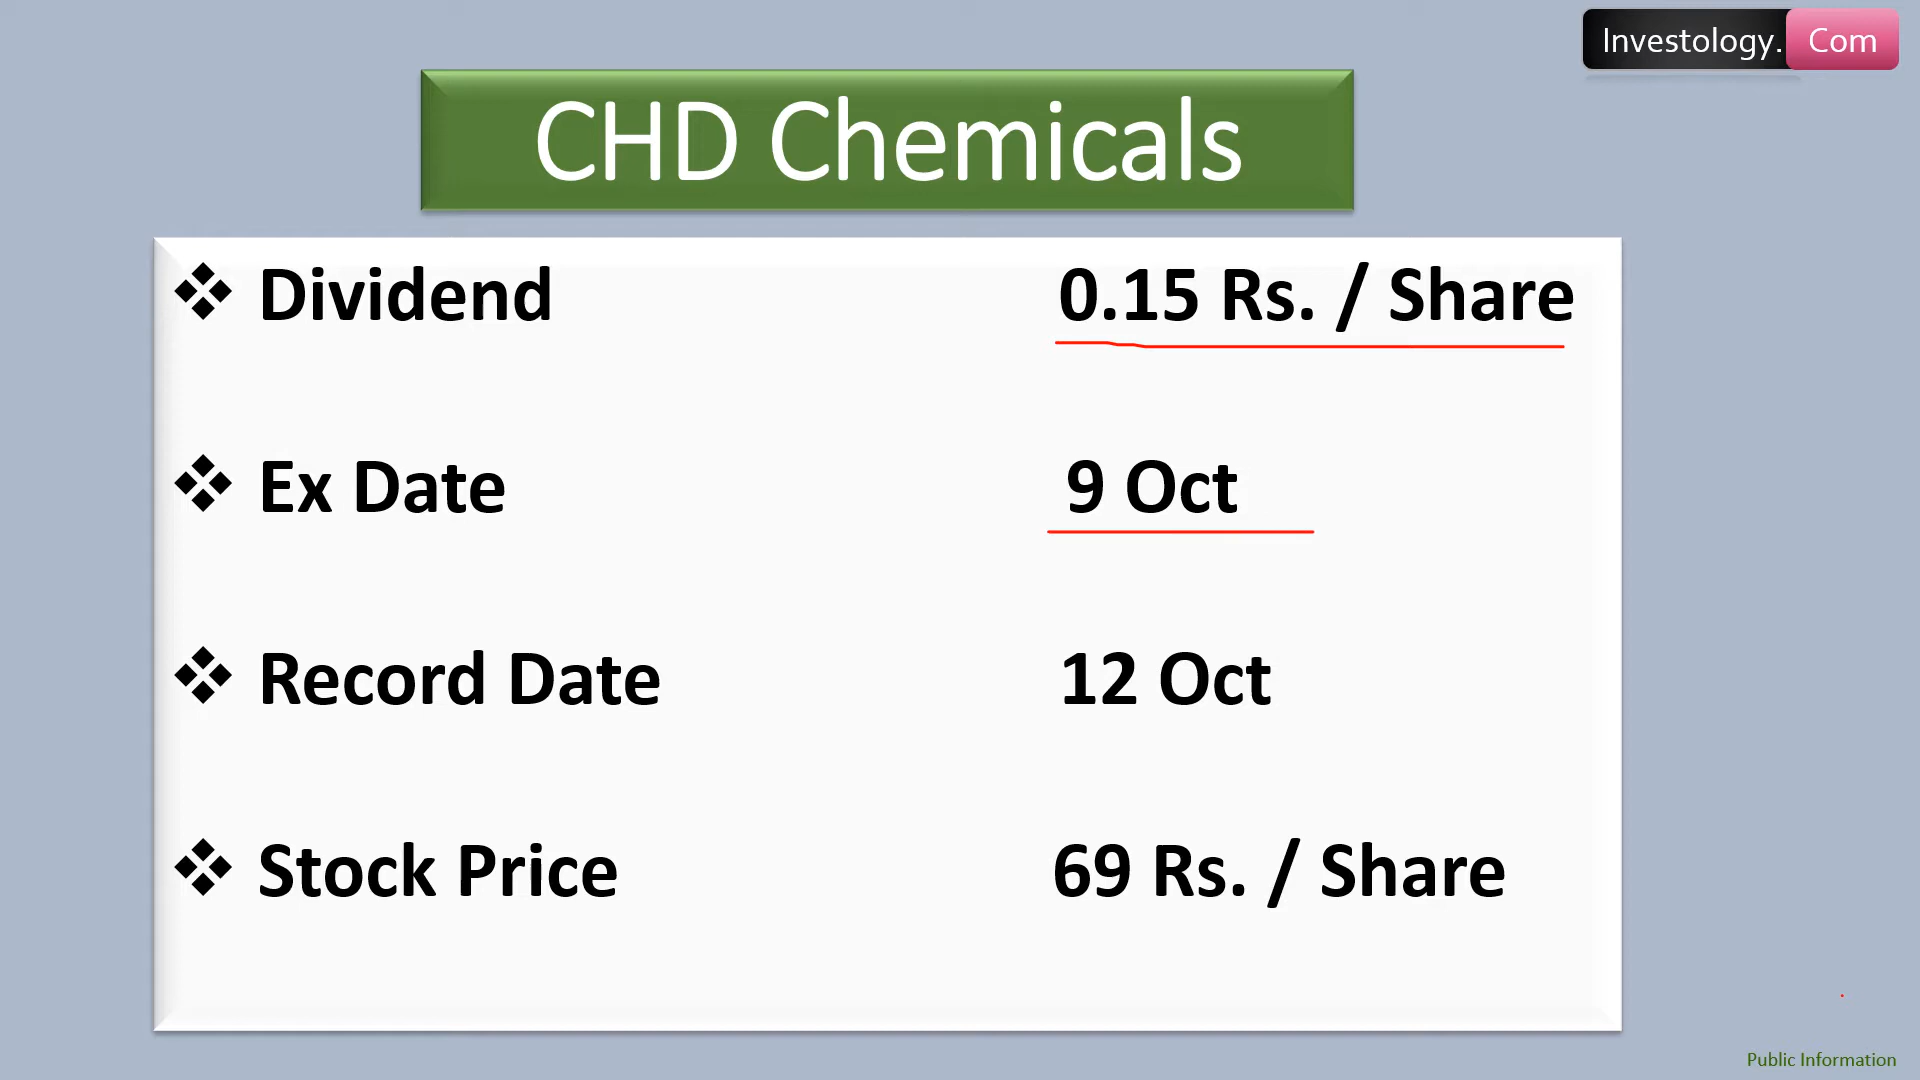 Investology. Com
CHD Chemicals
❖ Dividend 0.15 Rs. / Share
❖ Ex Date 9 Oct
❖ Record Date 12 Oct
❖ Stock Price 69 Rs. / Share
Public Information